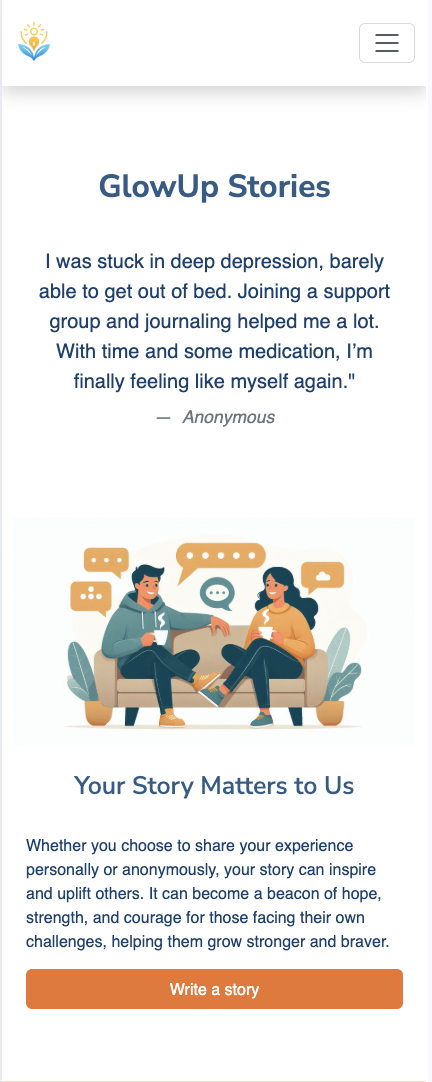 GlowUp Stories
I was stuck in deep depression, barely
able to get out of bed. Joining a support
group and journaling helped me a lot.
With time and some medication, I’m
finally feeling like myself again."
— Anonymous
Your Story Matters to Us
Whether you choose to share your experience
personally or anonymously, your story can inspire
and uplift others. It can become a beacon of hope,
strength, and courage for those facing their own
challenges, helping them grow stronger and braver.
Write a story